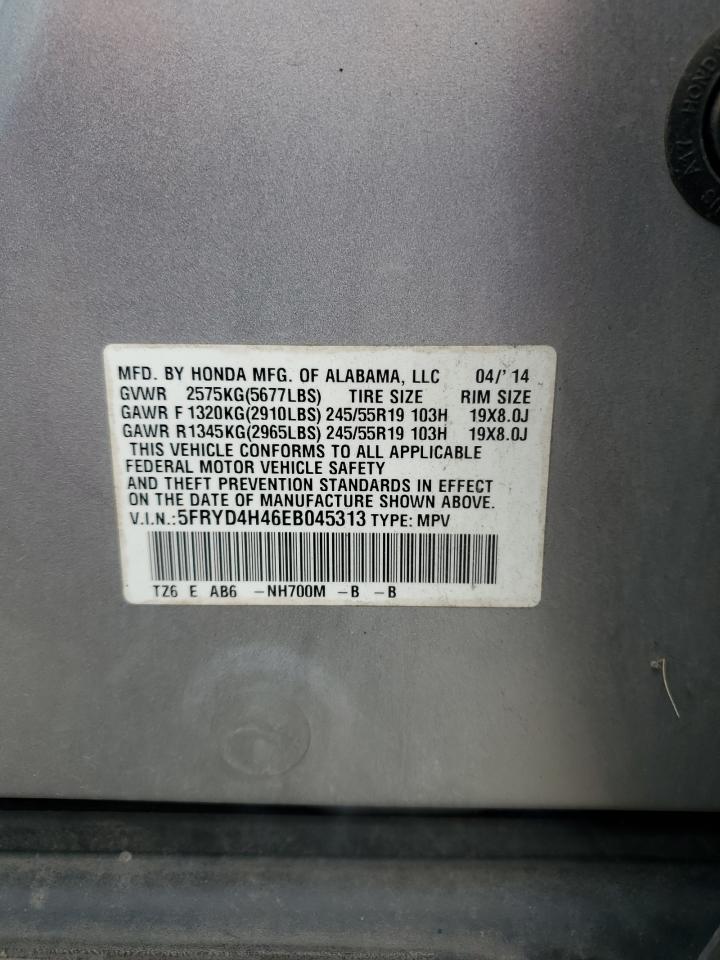 MFD. BY HONDA MFG. OF ALABAMA, LLC 04/'14
GVWR 2575KG(5677LBS) TIRE SIZE RIM SIZE
GAWR F 1320KG(2910LBS) 245/55R19 103H 19X8.0J
GAWR R1345KG(2965LBS) 245/55R19 103H 19X8.0J
THIS VEHICLE CONFORMS TO ALL APPLICABLE
FEDERAL MOTOR VEHICLE SAFETY
AND THEFT PREVENTION STANDARDS IN EFFECT
ON THE DATE OF MANUFACTURE SHOWN ABOVE.
V.I.N.:5FRYD4H46EB045313 TYPE: MPV
TZ6 E AB6 -NH700M -B -B
HONDA